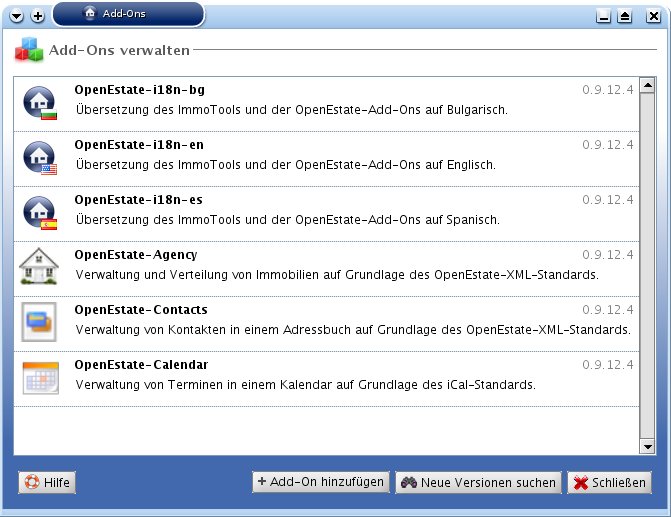 Add-Ons
Add-Ons verwalten
OpenEstate-i18n-bg 0.9.12.4
Übersetzung des ImmoTools und der OpenEstate-Add-Ons auf Bulgarisch.
OpenEstate-i18n-en 0.9.12.4
Übersetzung des ImmoTools und der OpenEstate-Add-Ons auf Englisch.
OpenEstate-i18n-es 0.9.12.4
Übersetzung des ImmoTools und der OpenEstate-Add-Ons auf Spanisch.
OpenEstate-Agency 0.9.12.4
Verwaltung und Verteilung von Immobilien auf Grundlage des OpenEstate-XML-Standards.
OpenEstate-Contacts 0.9.12.4
Verwaltung von Kontakten in einem Adressbuch auf Grundlage des OpenEstate-XML-Standards.
OpenEstate-Calendar 0.9.12.4
Verwaltung von Terminen in einem Kalendar auf Grundlage des iCal-Standards.
Hilfe + Add-On hinzufügen Neue Versionen suchen Schließen